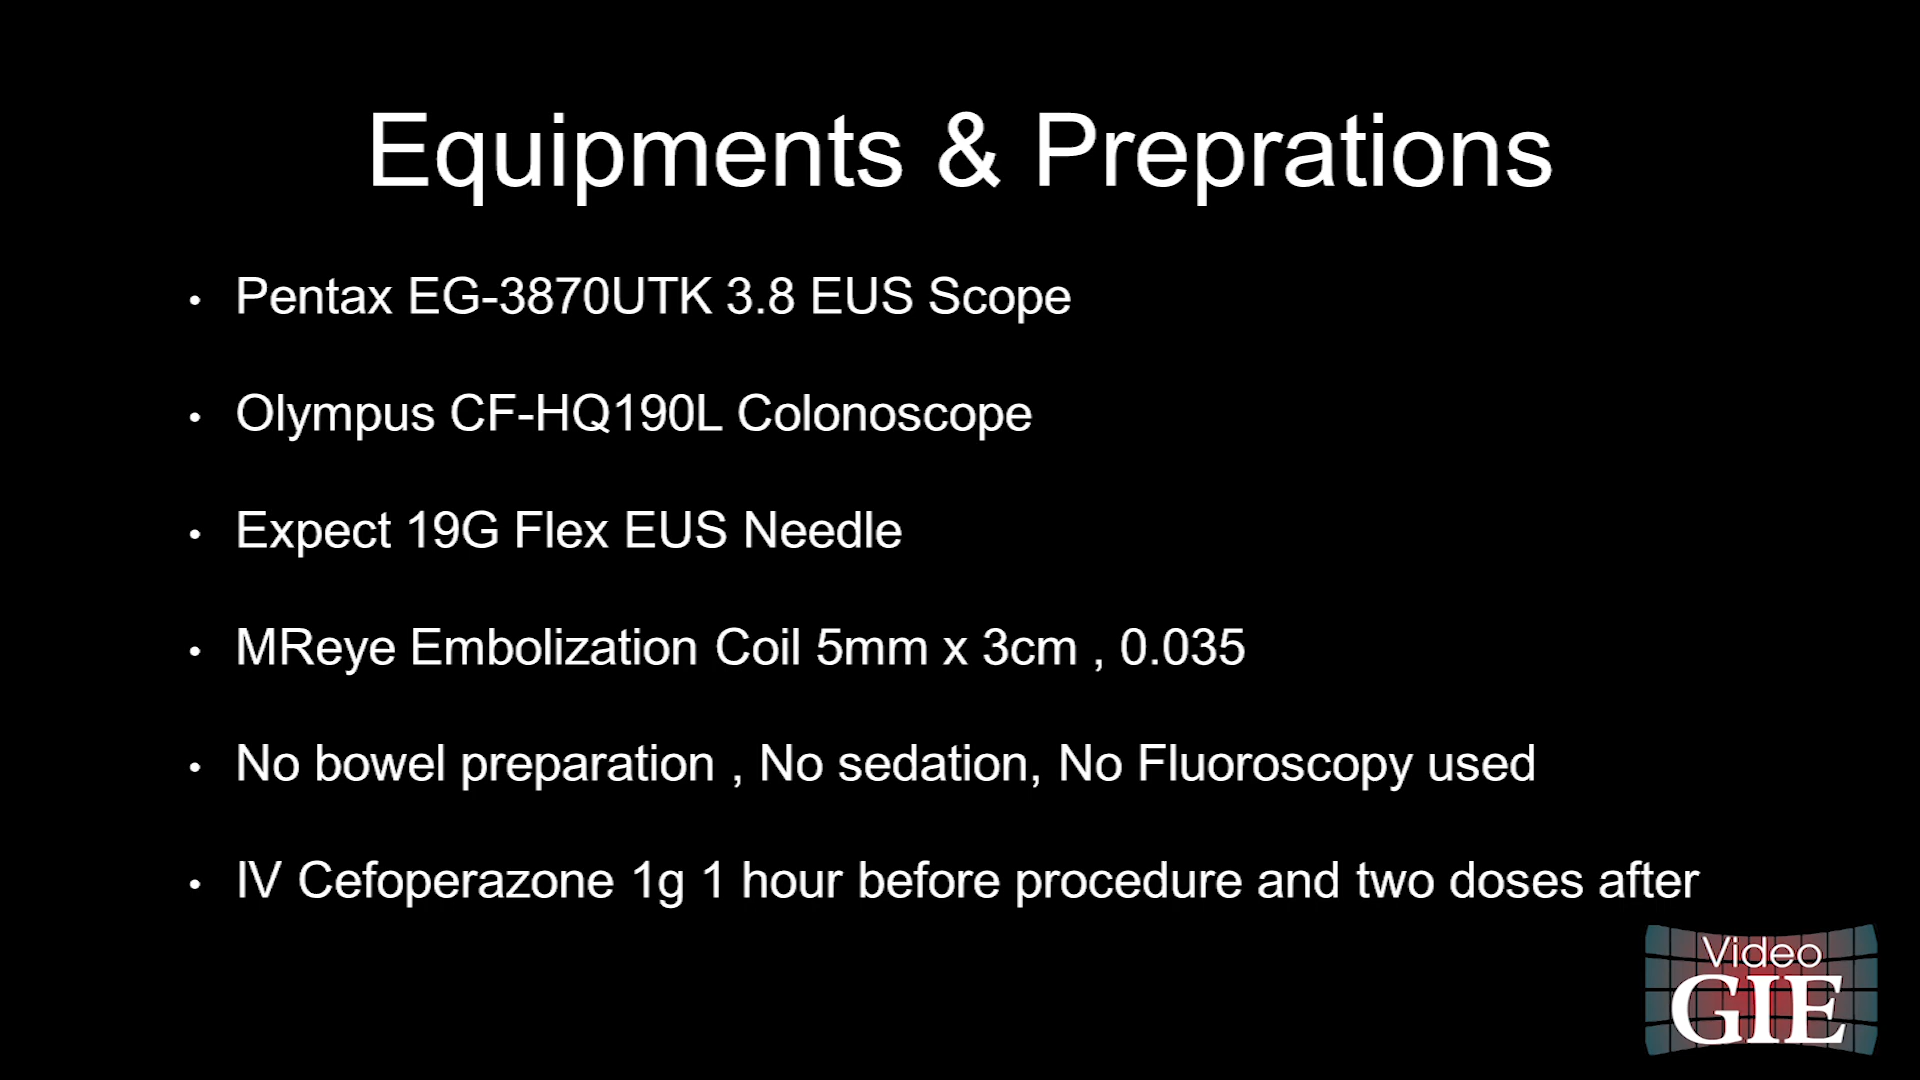 Equipments & Preprations
• Pentax EG-3870UTK 3.8 EUS Scope
• Olympus CF-HQ190L Colonoscope
• Expect 19G Flex EUS Needle
• MReye Embolization Coil 5mm x 3cm , 0.035
• No bowel preparation , No sedation, No Fluoroscopy used
• IV Cefoperazone 1g 1 hour before procedure and two doses after
Video
GIE